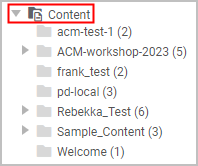 Content
acm-test-1 (2)
ACM-workshop-2023 (5)
frank_test (2)
pd-local (3)
Rebekka_Test (6)
Sample_Content (3)
Welcome (1)